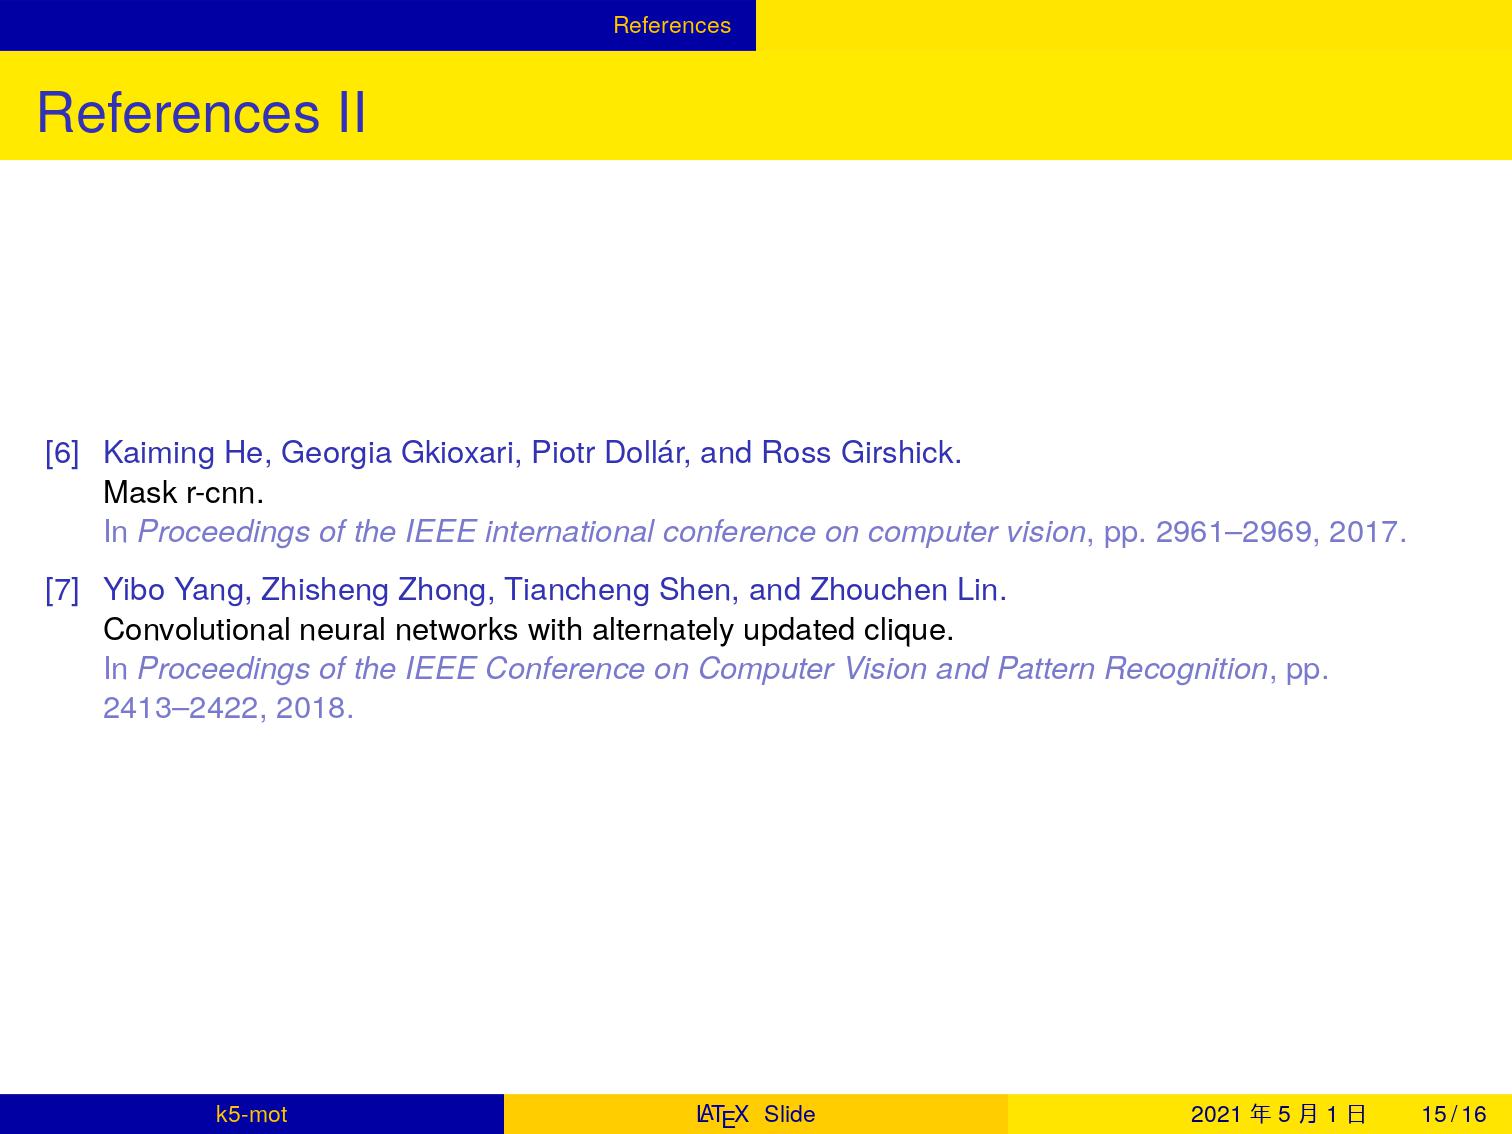 References
References II
[6] Kaiming He, Georgia Gkioxari, Piotr Dollár, and Ross Girshick.
Mask r-cnn.
In Proceedings of the IEEE international conference on computer vision, pp. 2961–2969, 2017.
[7] Yibo Yang, Zhisheng Zhong, Tiancheng Shen, and Zhouchen Lin.
Convolutional neural networks with alternately updated clique.
In Proceedings of the IEEE Conference on Computer Vision and Pattern Recognition, pp.
2413–2422, 2018.
k5-mot LATEX Slide 2021 年 5 月 1 日 15 / 16